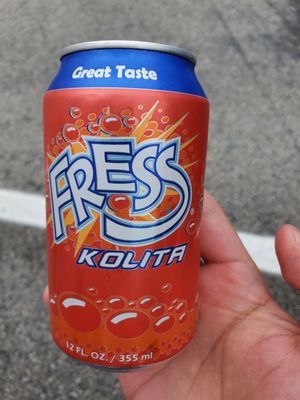 Great Taste
FRESS
KOLITA
12 FL. OZ. / 355 ml